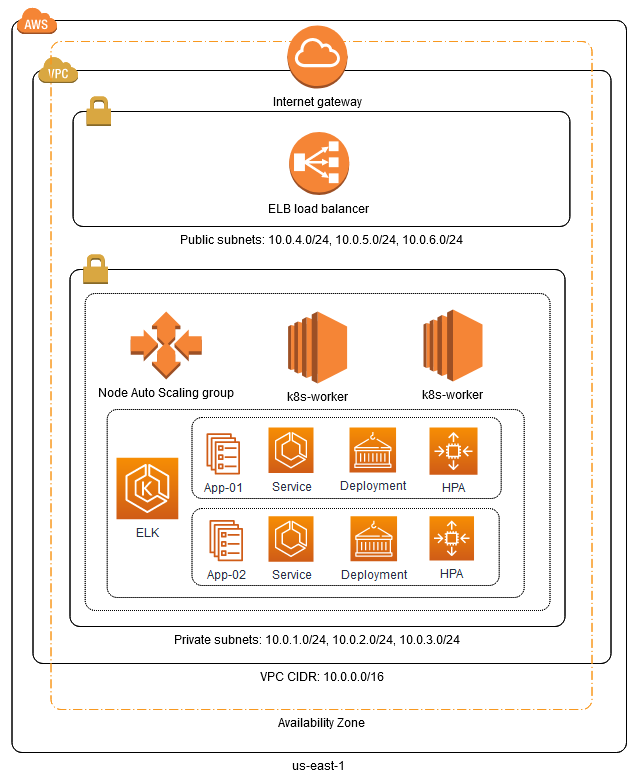 AWS
VPC
Internet gateway
ELB load balancer
Public subnets: 10.0.4.0/24, 10.0.5.0/24, 10.0.6.0/24
Node Auto Scaling group
k8s-worker
k8s-worker
K
ELK
App-01
Service
Deployment
HPA
App-02
Service
Deployment
HPA
Private subnets: 10.0.1.0/24, 10.0.2.0/24, 10.0.3.0/24
VPC CIDR: 10.0.0.0/16
Availability Zone
us-east-1